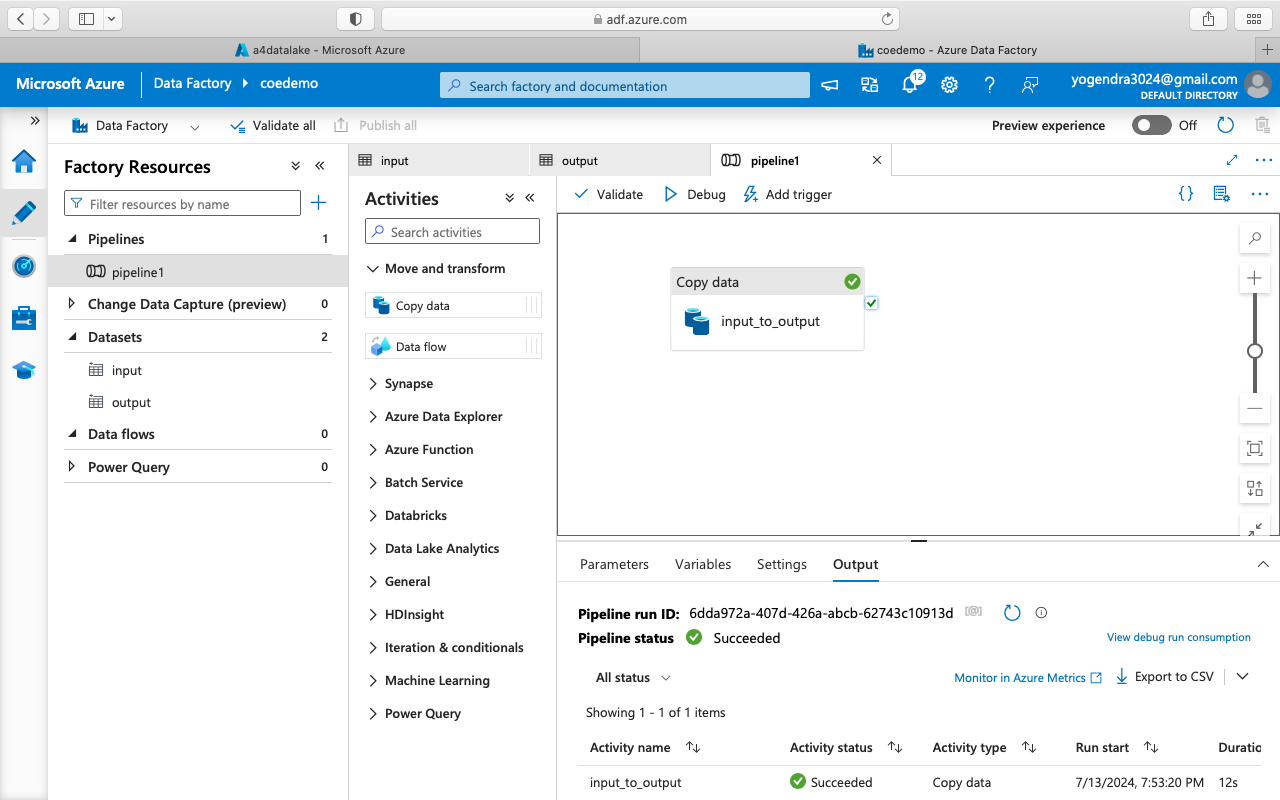 adf.azure.com
a4datalake - Microsoft Azure
coedemo - Azure Data Factory
Microsoft Azure
Data Factory
coedemo
Search factory and documentation
12
yogendra3024@gmail.com
DEFAULT DIRECTORY
Data Factory
Validate all
Publish all
Preview experience
Off
Factory Resources
Filter resources by name
Pipelines 1
pipeline1
Change Data Capture (preview) 0
Datasets 2
input
output
Data flows 0
Power Query 0
input
output
pipeline1
Activities
Search activities
Move and transform
Copy data
Data flow
Synapse
Azure Data Explorer
Azure Function
Batch Service
Databricks
Data Lake Analytics
General
HDInsight
Iteration & conditionals
Machine Learning
Power Query
Validate
Debug
Add trigger
Copy data
input_to_output
Parameters
Variables
Settings
Output
Pipeline run ID: 6dda972a-407d-426a-abcb-62743c10913d
Pipeline status Succeeded
View debug run consumption
All status
Monitor in Azure Metrics
Export to CSV
Showing 1 - 1 of 1 items
Activity name Activity status Activity type Run start Duratio
input_to_output Succeeded Copy data 7/13/2024, 7:53:20 PM 12s